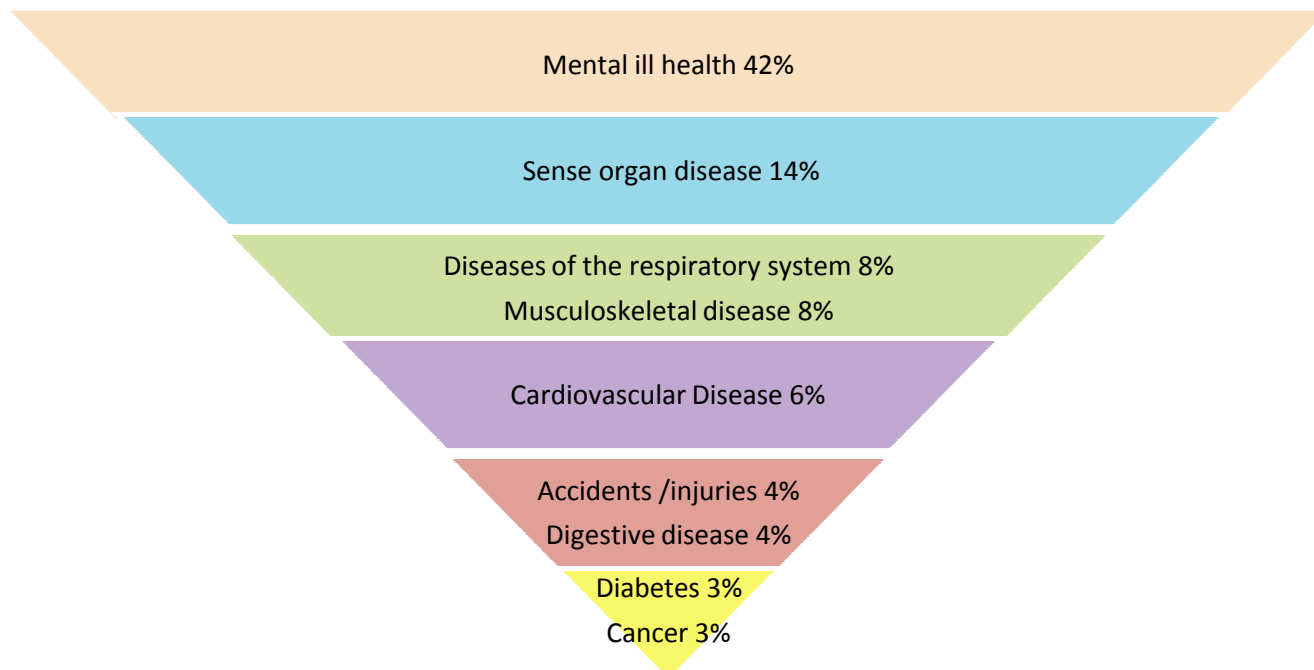 Mental ill health 42%
Sense organ disease 14%
Diseases of the respiratory system 8%
Musculoskeletal disease 8%
Cardiovascular Disease 6%
Accidents /injuries 4%
Digestive disease 4%
Diabetes 3%
Cancer 3%